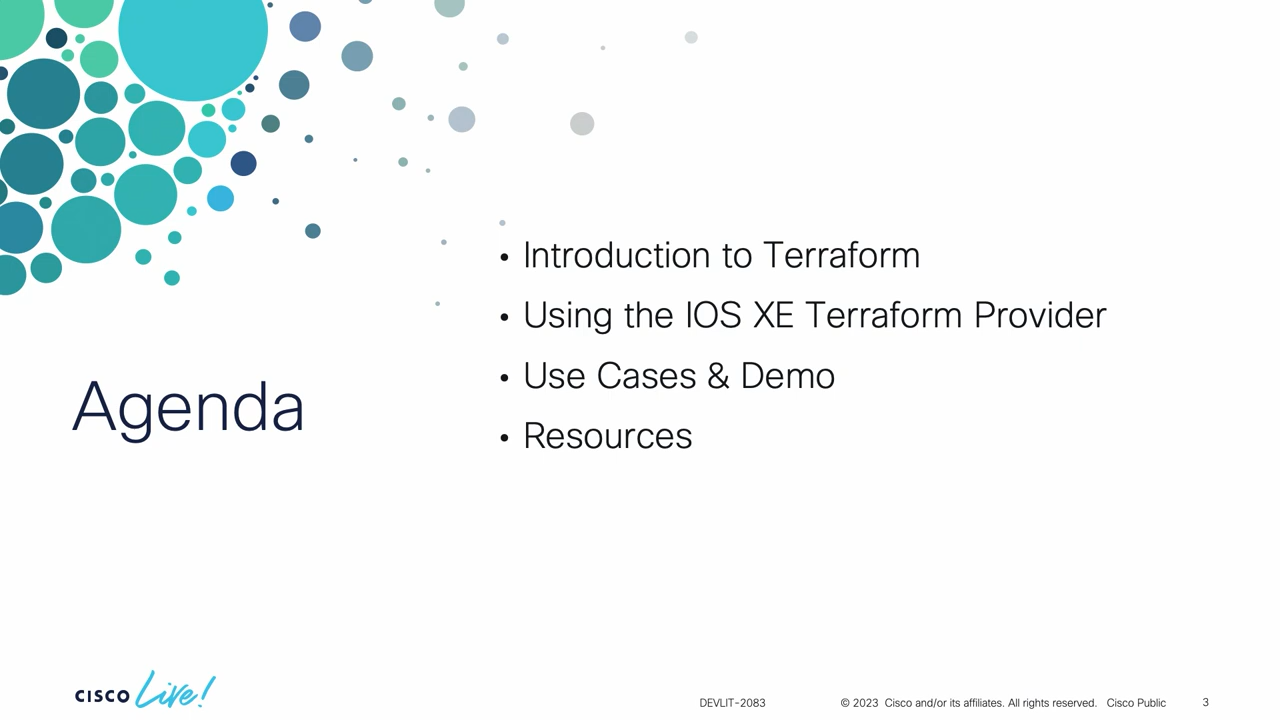 Agenda
• Introduction to Terraform
• Using the IOS XE Terraform Provider
• Use Cases & Demo
• Resources
CISCO Live!
DEVLIT-2083 © 2023 Cisco and/or its affiliates. All rights reserved. Cisco Public 3